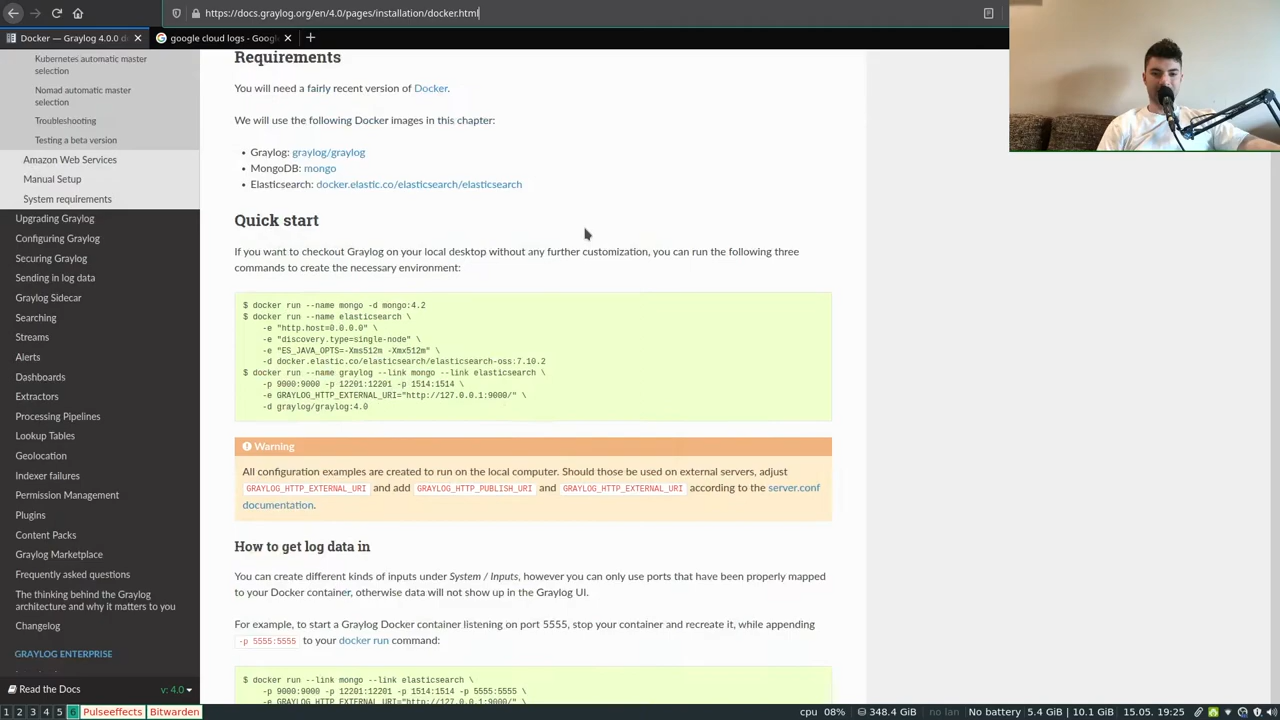 https://docs.graylog.org/en/4.0/pages/installation/docker.html
Docker — Graylog 4.0.0 d
google cloud logs - Goog
Kubernetes automatic master
selection
Nomad automatic master
selection
Troubleshooting
Testing a beta version
Amazon Web Services
Manual Setup
System requirements
Upgrading Graylog
Configuring Graylog
Securing Graylog
Sending in log data
Graylog Sidecar
Searching
Streams
Alerts
Dashboards
Extractors
Processing Pipelines
Lookup Tables
Geolocation
Indexer failures
Permission Management
Plugins
Content Packs
Graylog Marketplace
Frequently asked questions
The thinking behind the Graylog
architecture and why it matters to you
Changelog
GRAYLOG ENTERPRISE
Read the Docs
v: 4.0
Requirements
You will need a fairly recent version of Docker.
We will use the following Docker images in this chapter:
• Graylog: graylog/graylog
• MongoDB: mongo
• Elasticsearch: docker.elastic.co/elasticsearch/elasticsearch
Quick start
If you want to checkout Graylog on your local desktop without any further customization, you can run the following three
commands to create the necessary environment:
$ docker run --name mongo -d mongo:4.2
$ docker run --name elasticsearch \
-e "http.host=0.0.0.0" \
-e "discovery.type=single-node" \
-e "ES_JAVA_OPTS=-Xms512m -Xmx512m" \
-d docker.elastic.co/elasticsearch/elasticsearch-oss:7.10.2
$ docker run --name graylog --link mongo --link elasticsearch \
-p 9000:9000 -p 12201:12201 -p 1514:1514 \
-e GRAYLOG_HTTP_EXTERNAL_URI="http://127.0.0.1:9000/" \
-d graylog/graylog:4.0
Warning
All configuration examples are created to run on the local computer. Should those be used on external servers, adjust
GRAYLOG_HTTP_EXTERNAL_URI and add GRAYLOG_HTTP_PUBLISH_URI and GRAYLOG_HTTP_EXTERNAL_URI according to the server.conf
documentation.
How to get log data in
You can create different kinds of inputs under System / Inputs, however you can only use ports that have been properly mapped
to your Docker container, otherwise data will not show up in the Graylog UI.
For example, to start a Graylog Docker container listening on port 5555, stop your container and recreate it, while appending
-p 5555:5555 to your docker run command:
$ docker run --link mongo --link elasticsearch \
-p 9000:9000 -p 12201:12201 -p 1514:1514 -p 5555:5555 \
-e GRAYLOG_HTTP_EXTERNAL_URI="http://127.0.0.1:9000/" \
1 2 3 4 5 6 Pulseeffects Bitwarden
cpu 08% 348.4 GiB no lan No battery 5.4 GiB | 10.1 GiB 15.05. 19:25